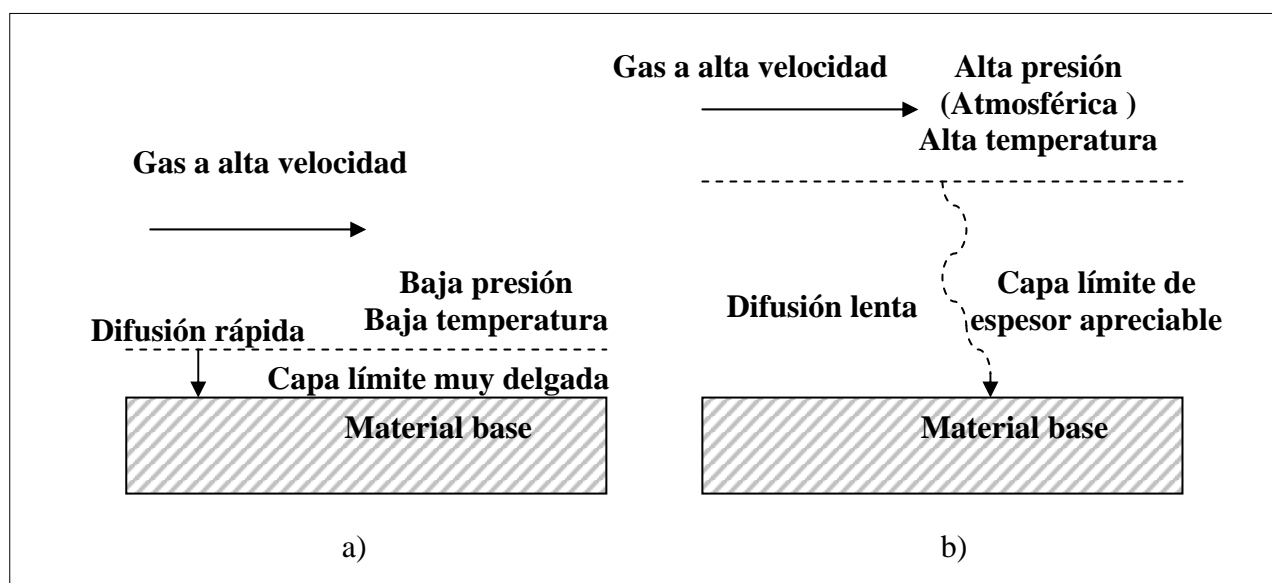 Gas a alta velocidad
Baja presión
Baja temperatura
Difusión rápida
Capa límite muy delgada
Material base
a)
Gas a alta velocidad
Alta presión
(Atmosférica )
Alta temperatura
Difusión lenta
Capa límite de
espesor apreciable
Material base
b)